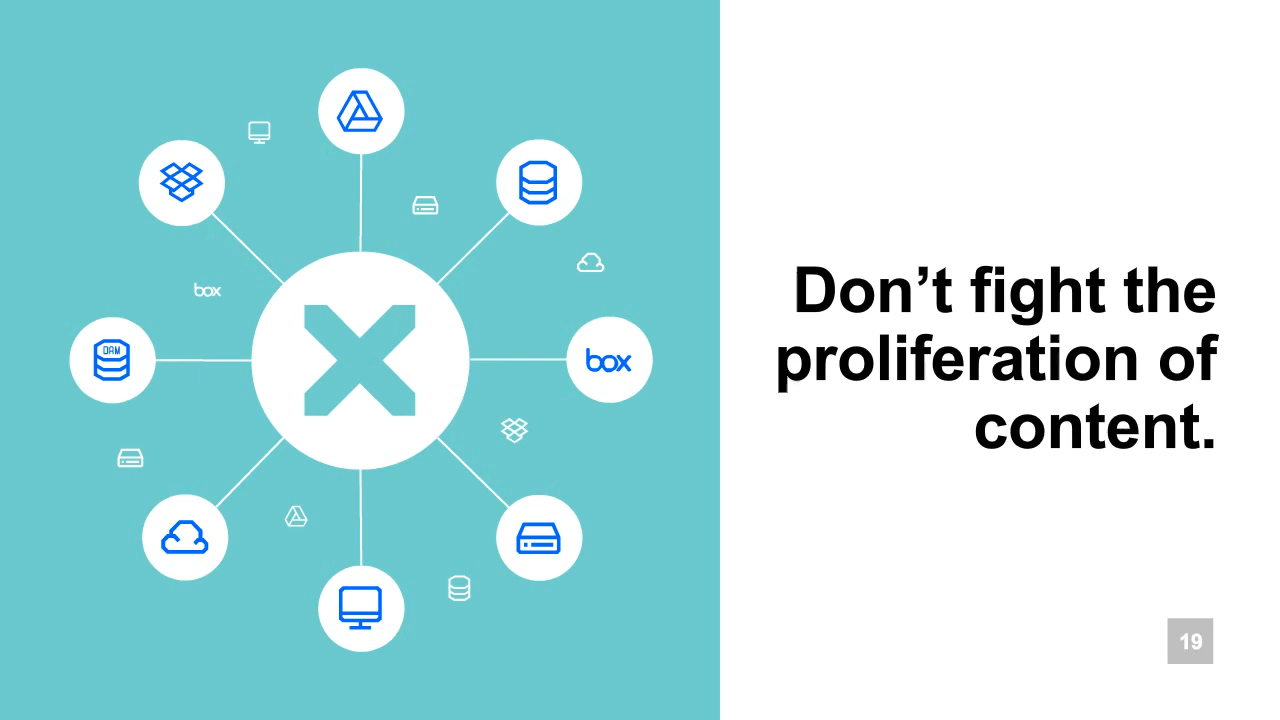 box
DAM
box
X
Don’t fight the
proliferation of
content.
19